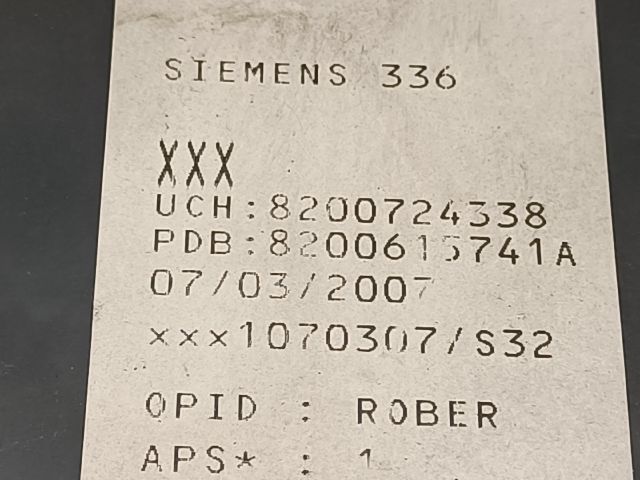 SIEMENS 336
XXX
UCH:8200724338
PDB:8200615741A
07/03/2007
xxx1070307/S32
OPID : ROBER
APS* : 1